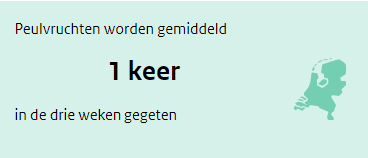 Peulvruchten worden gemiddeld
1 keer
in de drie weken gegeten